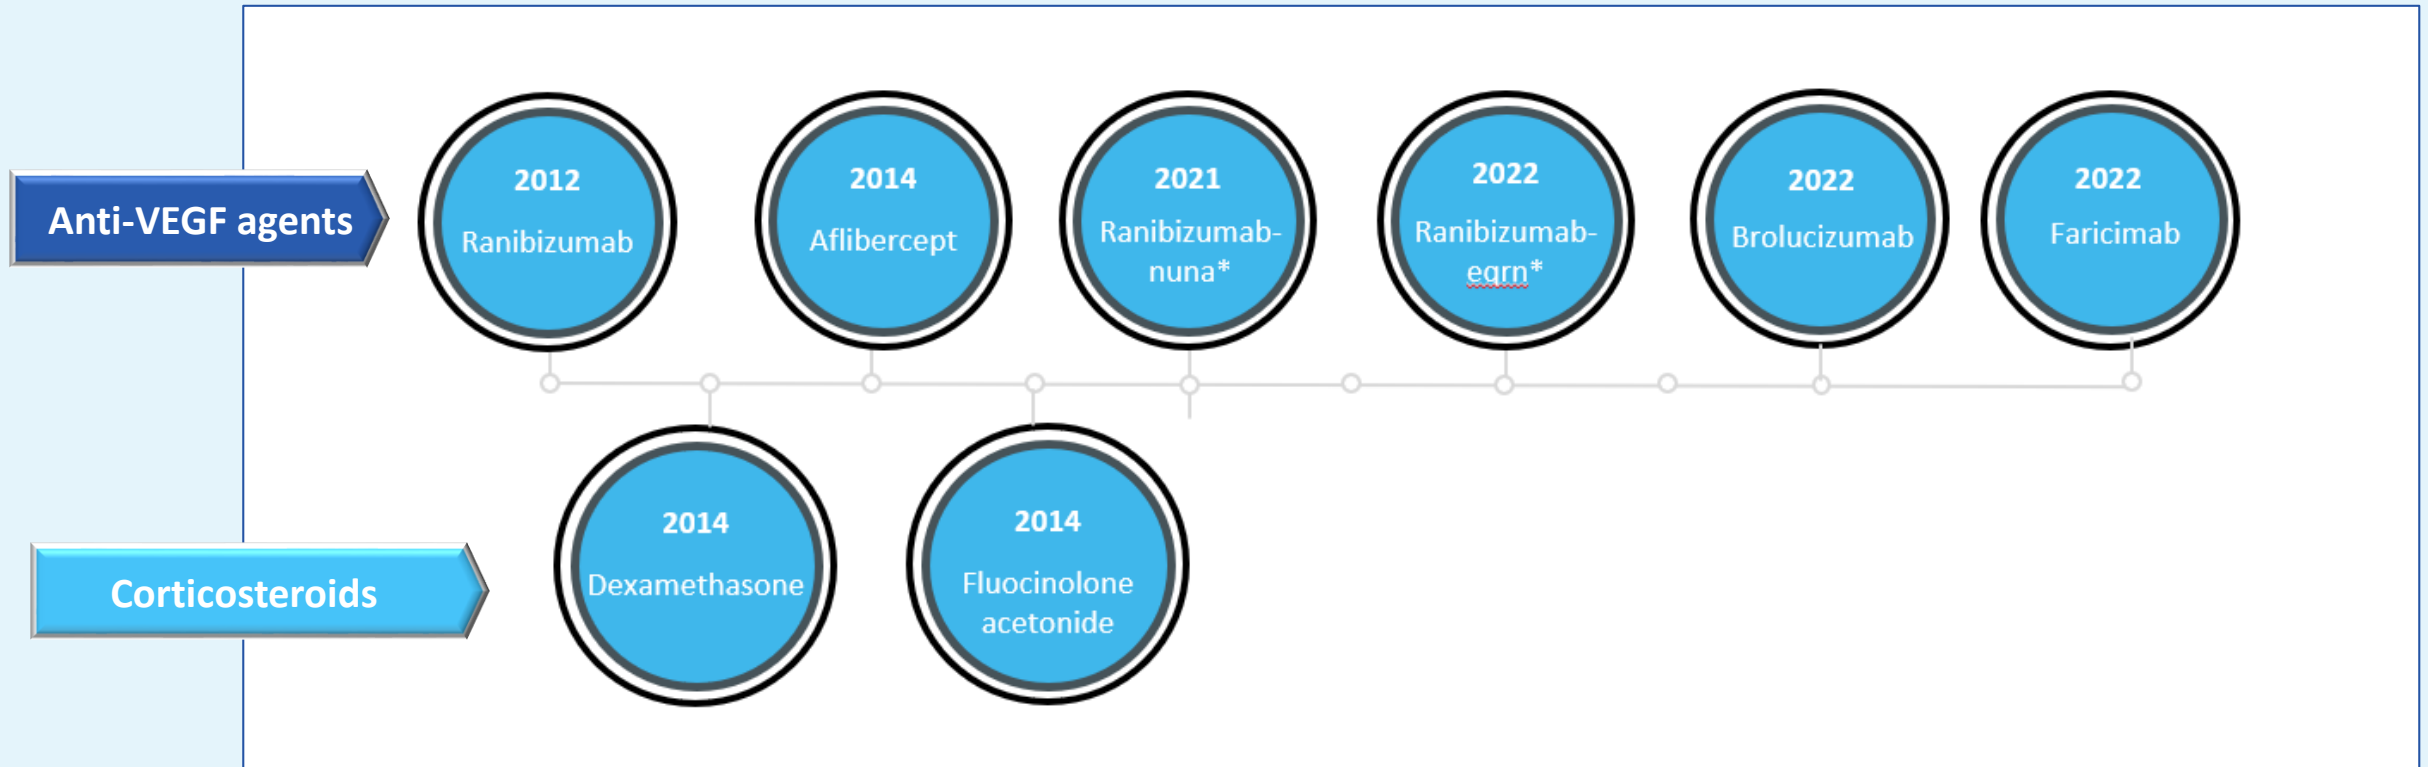 Anti-VEGF agents
2012
Ranibizumab
2014
Aflibercept
2021
Ranibizumab-
nuna*
2022
Ranibizumab-
eqrn*
2022
Brolucizumab
2022
Faricimab
Corticosteroids
2014
Dexamethasone
2014
Fluocinolone
acetonide